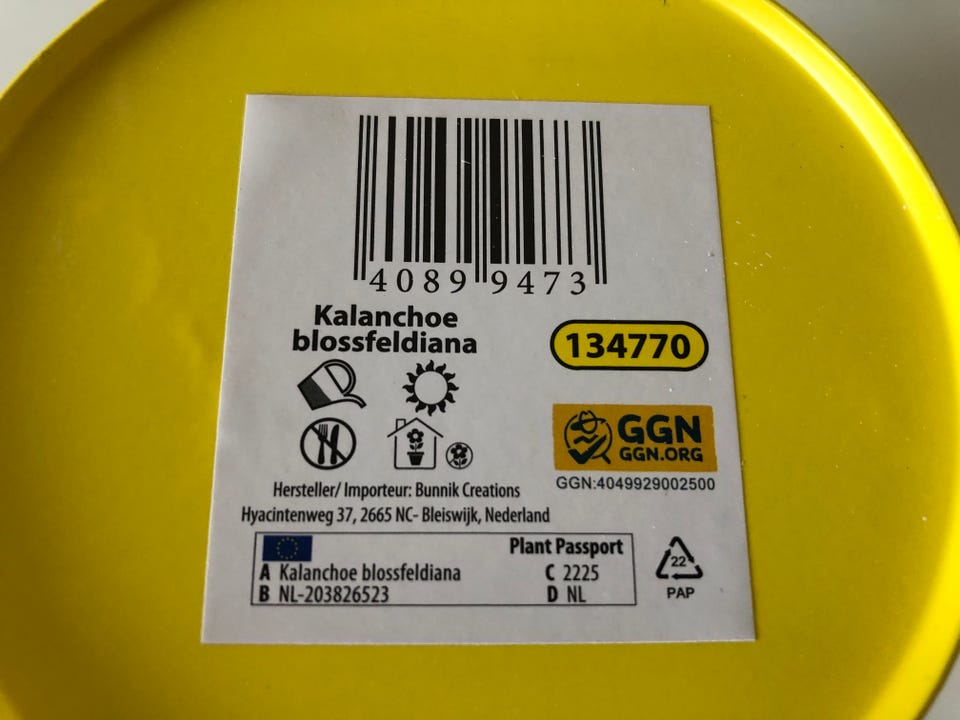 4089 9473
Kalanchoe
blossfeldiana
134770
GGN
GGN.ORG
GGN:4049929002500
Hersteller/ Importeur: Bunnik Creations
Hyacintenweg 37, 2665 NC- Bleiswijk, Nederland
Plant Passport
A Kalanchoe blossfeldiana C 2225
B NL-203826523 D NL
22
PAP